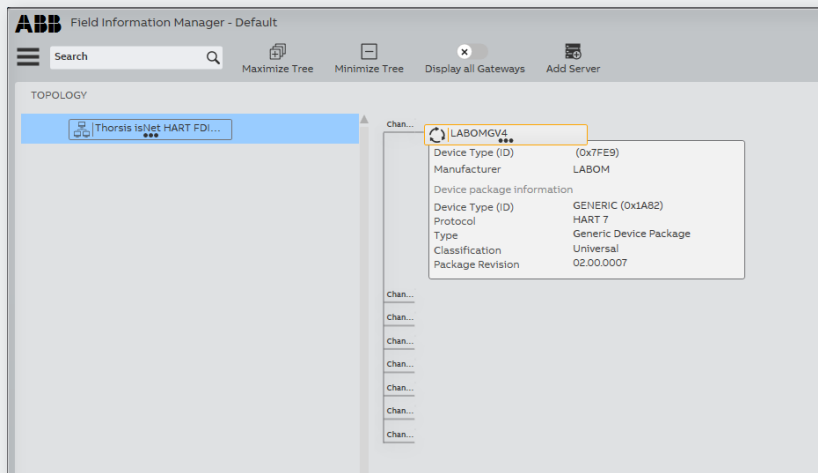 ABB Field Information Manager - Default
Search
Maximize Tree Minimize Tree Display all Gateways Add Server
TOPOLOGY
Thorsis isNet HART FDI...
Chan...
LABOMGV4
Device Type (ID) (0x7FE9)
Manufacturer LABOM
Device package information
Device Type (ID) GENERIC (0x1A82)
Protocol HART 7
Type Generic Device Package
Classification Universal
Package Revision 02.00.0007
Chan...
Chan...
Chan...
Chan...
Chan...
Chan...
Chan...